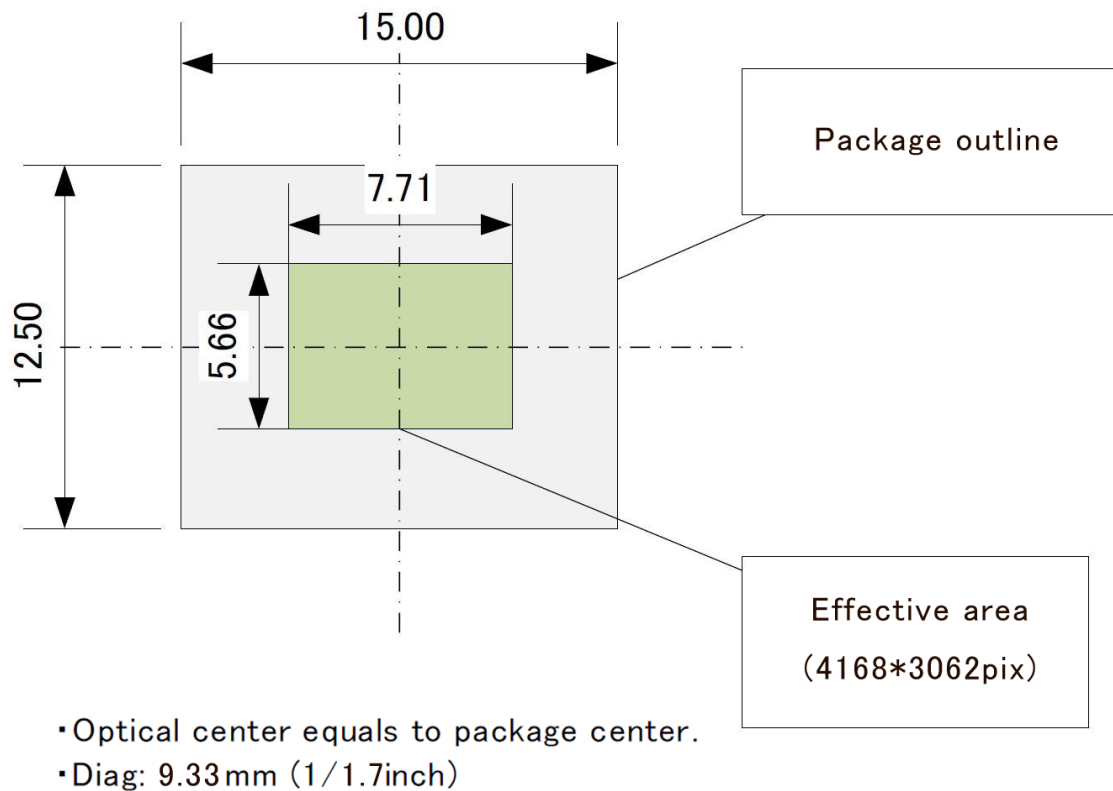 15.00
Package outline
7.71
12.50
5.66
Effective area
(4168*3062pix)
・Optical center equals to package center.
・Diag: 9.33mm (1/1.7inch)